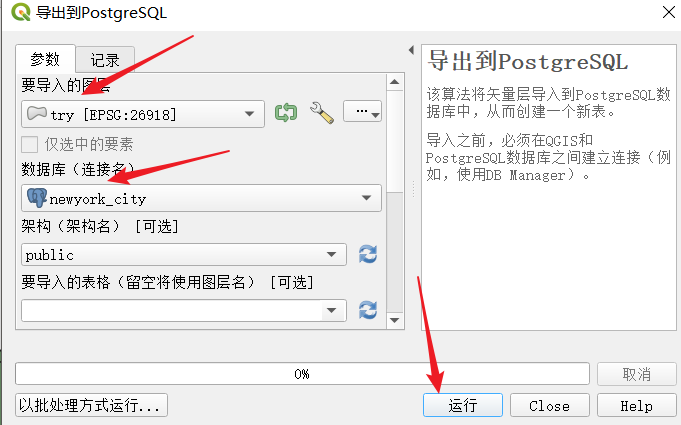 导出到PostgreSQL
参数
记录
要导入的图层
try [EPSG:26918]
...
仅选中的要素
数据库（连接名）
newyork_city
架构（架构名） [可选]
public
要导入的表格（留空将使用图层名） [可选]
导出到PostgreSQL
该算法将矢量层导入到PostgreSQL数
据库中，从而创建一个新表。
导入之前，必须在QGIS和
PostgreSQL数据库之间建立连接（例
如，使用DB Manager）。
0%
取消
以批处理方式运行...
运行
Close
Help